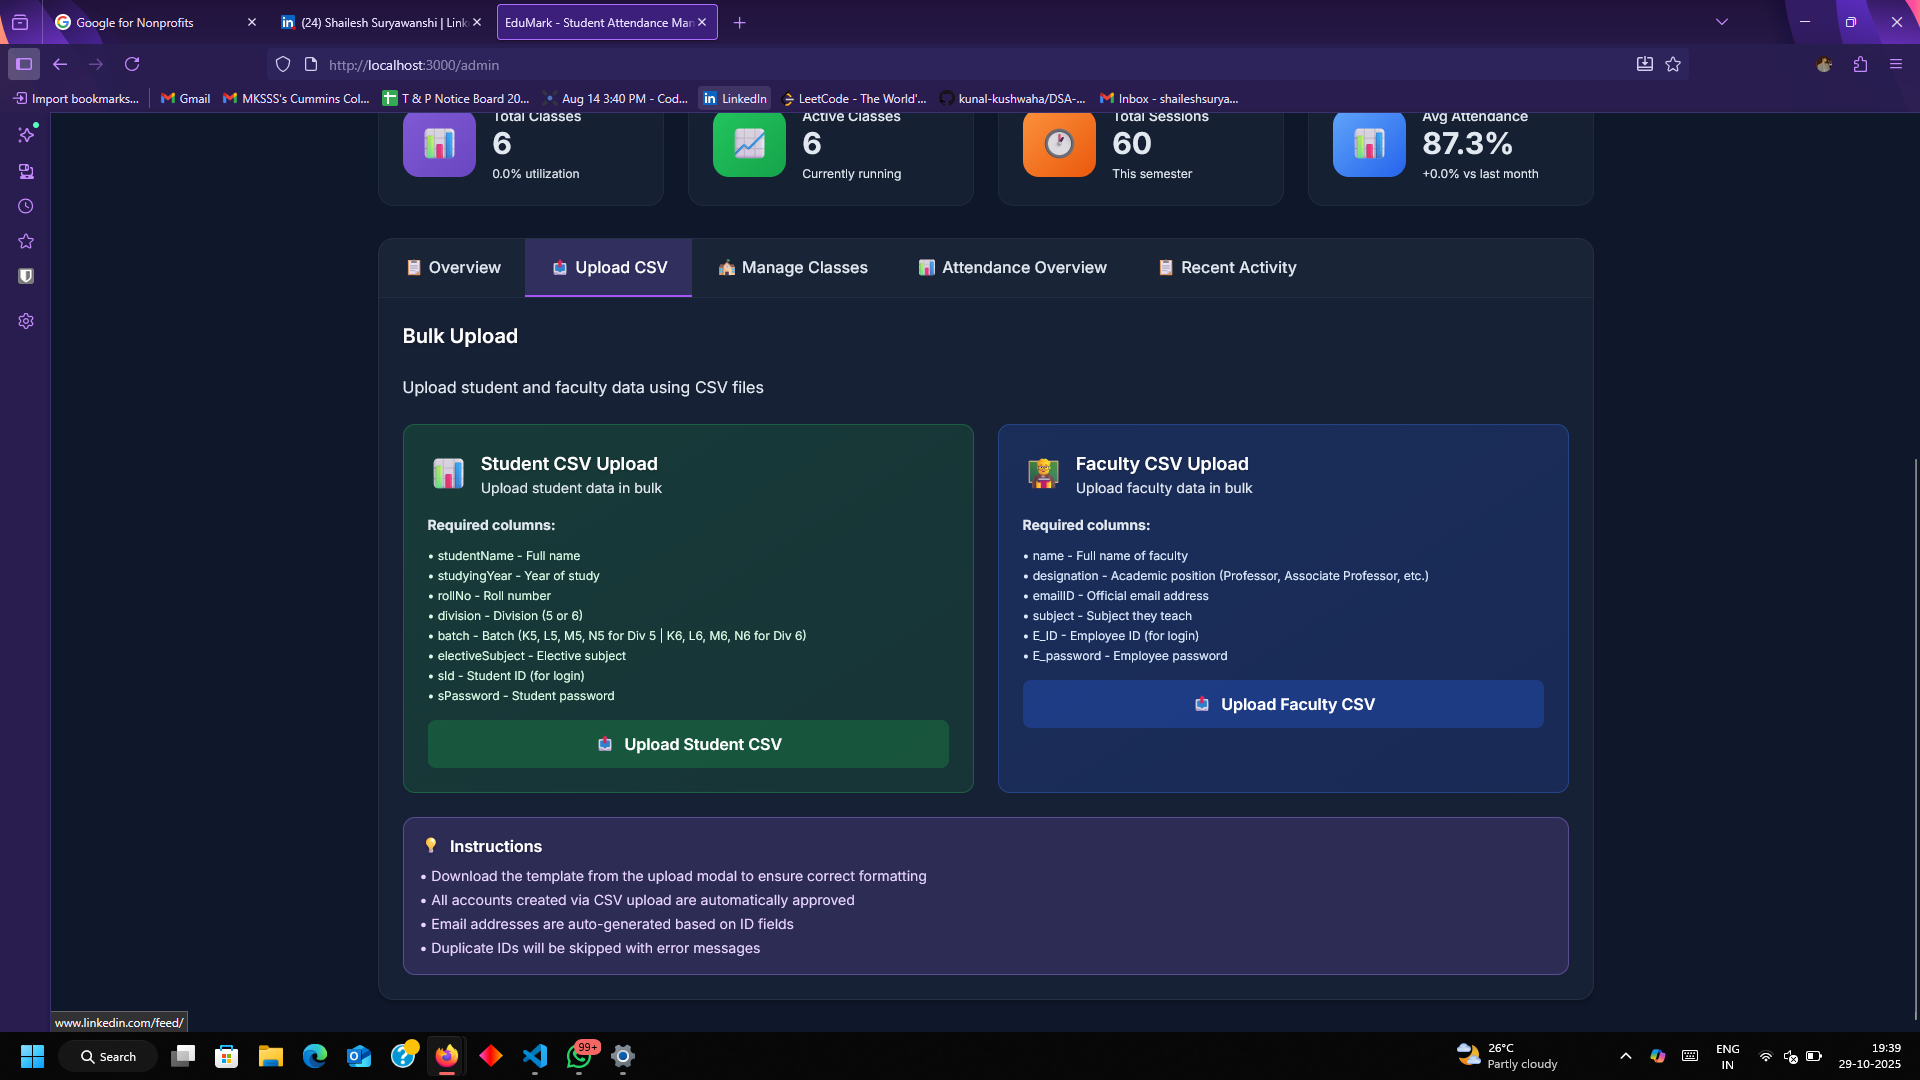 Google for Nonprofits
(24) Shailesh Suryawanshi | Link
EduMark - Student Attendance Man
http://localhost:3000/admin
Import bookmarks...
Gmail
MKSSS's Cummins Col...
T & P Notice Board 20...
Aug 14 3:40 PM - Cod...
LinkedIn
LeetCode - The World'...
kunal-kushwaha/DSA-...
Inbox - shaileshsurya...
Total Classes
6
0.0% utilization
Active Classes
6
Currently running
Total Sessions
60
This semester
Avg Attendance
87.3%
+0.0% vs last month
Overview
Upload CSV
Manage Classes
Attendance Overview
Recent Activity
Bulk Upload
Upload student and faculty data using CSV files
Student CSV Upload
Upload student data in bulk
Required columns:
• studentName - Full name
• studyingYear - Year of study
• rollNo - Roll number
• division - Division (5 or 6)
• batch - Batch (K5, L5, M5, N5 for Div 5 | K6, L6, M6, N6 for Div 6)
• electiveSubject - Elective subject
• sId - Student ID (for login)
• sPassword - Student password
Upload Student CSV
Faculty CSV Upload
Upload faculty data in bulk
Required columns:
• name - Full name of faculty
• designation - Academic position (Professor, Associate Professor, etc.)
• emailID - Official email address
• subject - Subject they teach
• E_ID - Employee ID (for login)
• E_password - Employee password
Upload Faculty CSV
Instructions
• Download the template from the upload modal to ensure correct formatting
• All accounts created via CSV upload are automatically approved
• Email addresses are auto-generated based on ID fields
• Duplicate IDs will be skipped with error messages
www.linkedin.com/feed/
Search
99+
26°C
Partly cloudy
ENG
IN
19:39
29-10-2025